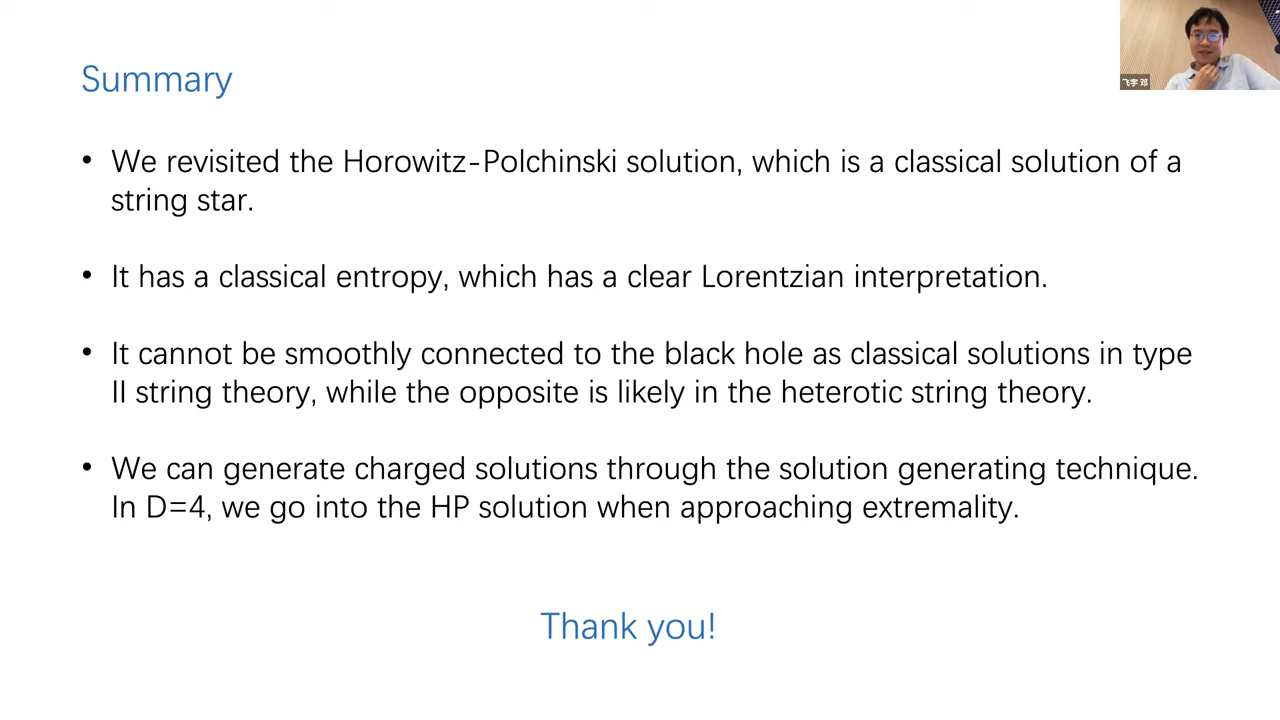 Summary
飞宇 邓
• We revisited the Horowitz-Polchinski solution, which is a classical solution of a
string star.
• It has a classical entropy, which has a clear Lorentzian interpretation.
• It cannot be smoothly connected to the black hole as classical solutions in type
II string theory, while the opposite is likely in the heterotic string theory.
• We can generate charged solutions through the solution generating technique.
In D=4, we go into the HP solution when approaching extremality.
Thank you!